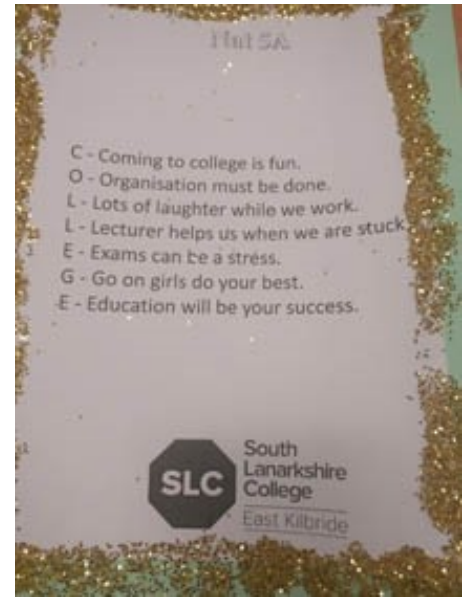 Nat 5A
C - Coming to college is fun.
O - Organisation must be done.
L - Lots of laughter while we work.
L - Lecturer helps us when we are stuck
E - Exams can be a stress.
G - Go on girls do your best.
E - Education will be your success.
SLC
South
Lanarkshire
College
East Kilbride